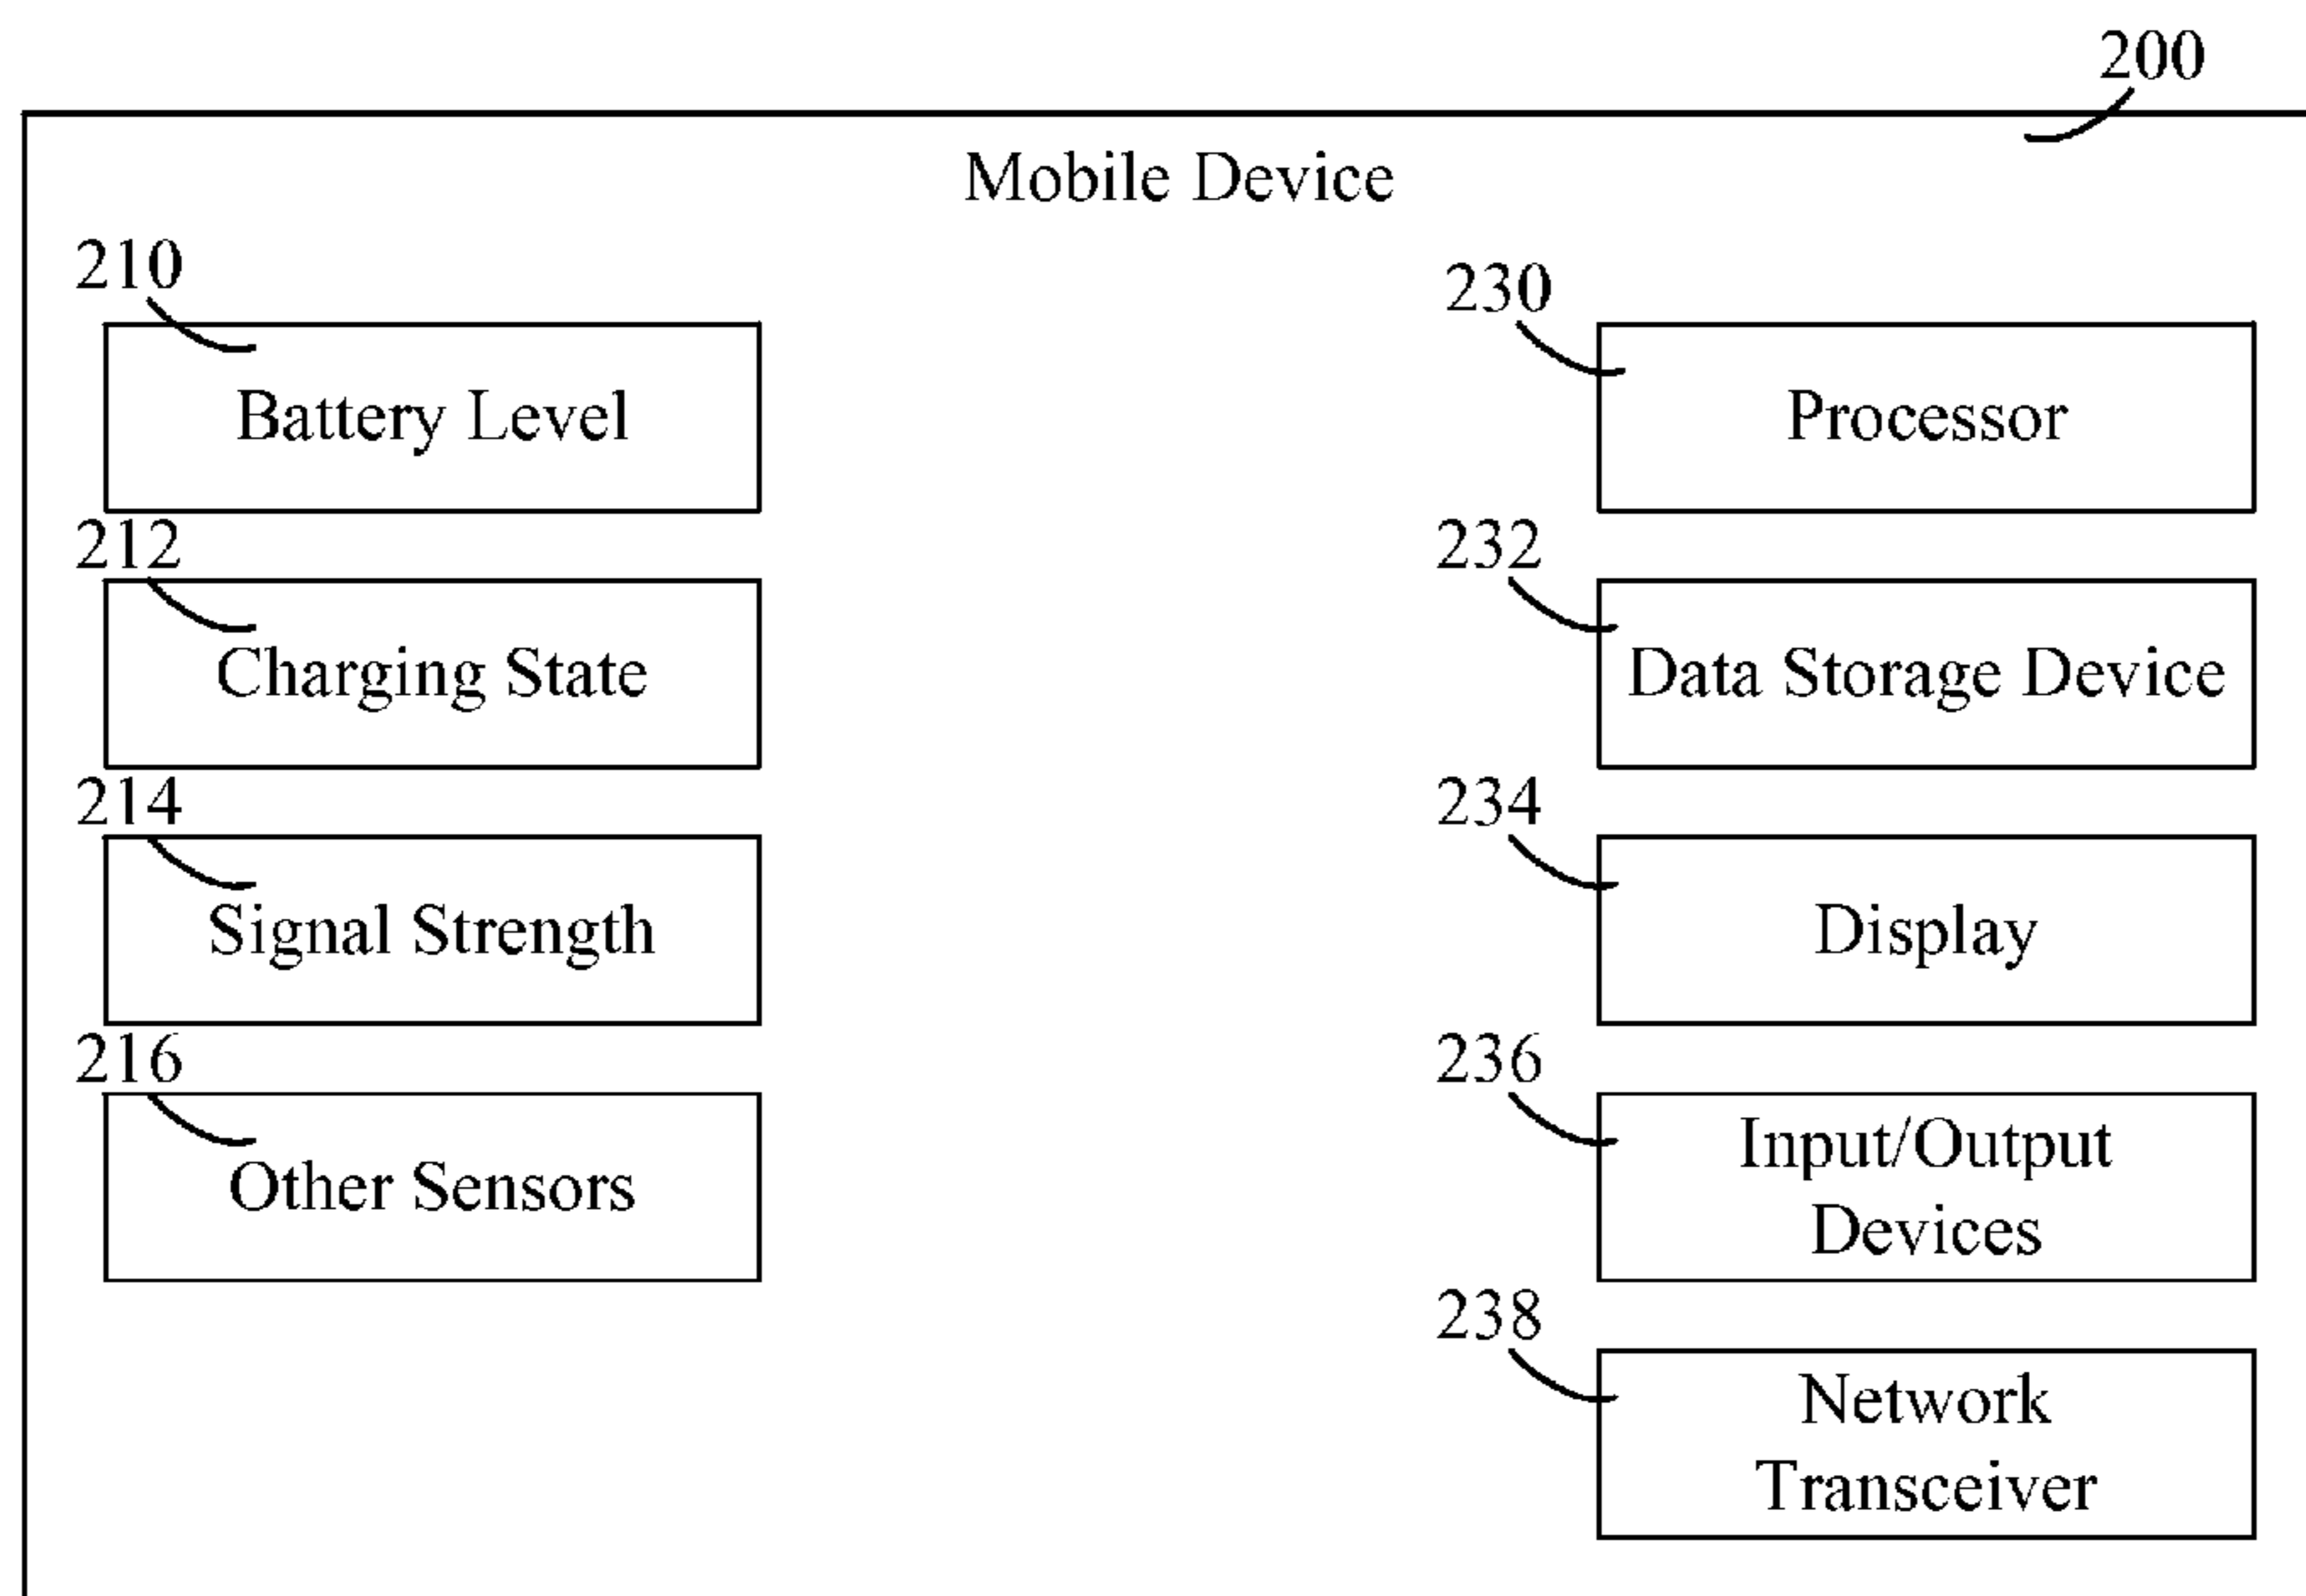 200
Mobile Device
210
Battery Level
212
Charging State
214
Signal Strength
216
Other Sensors
230
Processor
232
Data Storage Device
234
Display
236
Input/Output
Devices
238
Network
Transceiver